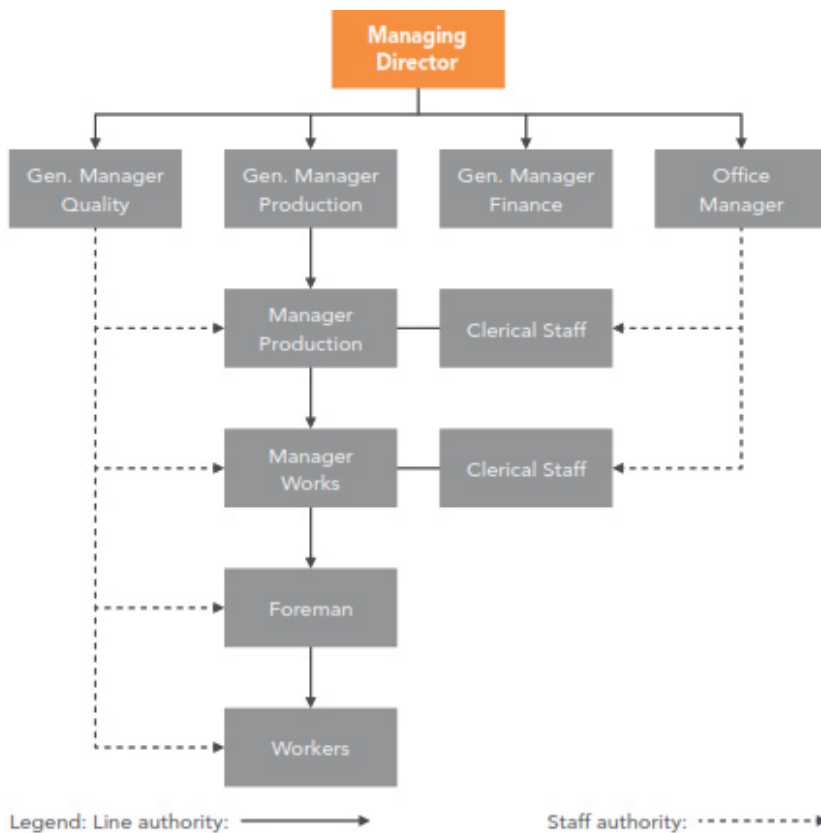 Managing
Director
Gen. Manager
Quality
Gen. Manager
Production
Gen. Manager
Finance
Office
Manager
Manager
Production
Clerical Staff
Manager
Works
Clerical Staff
Foreman
Workers
Legend: Line authority:
Staff authority: